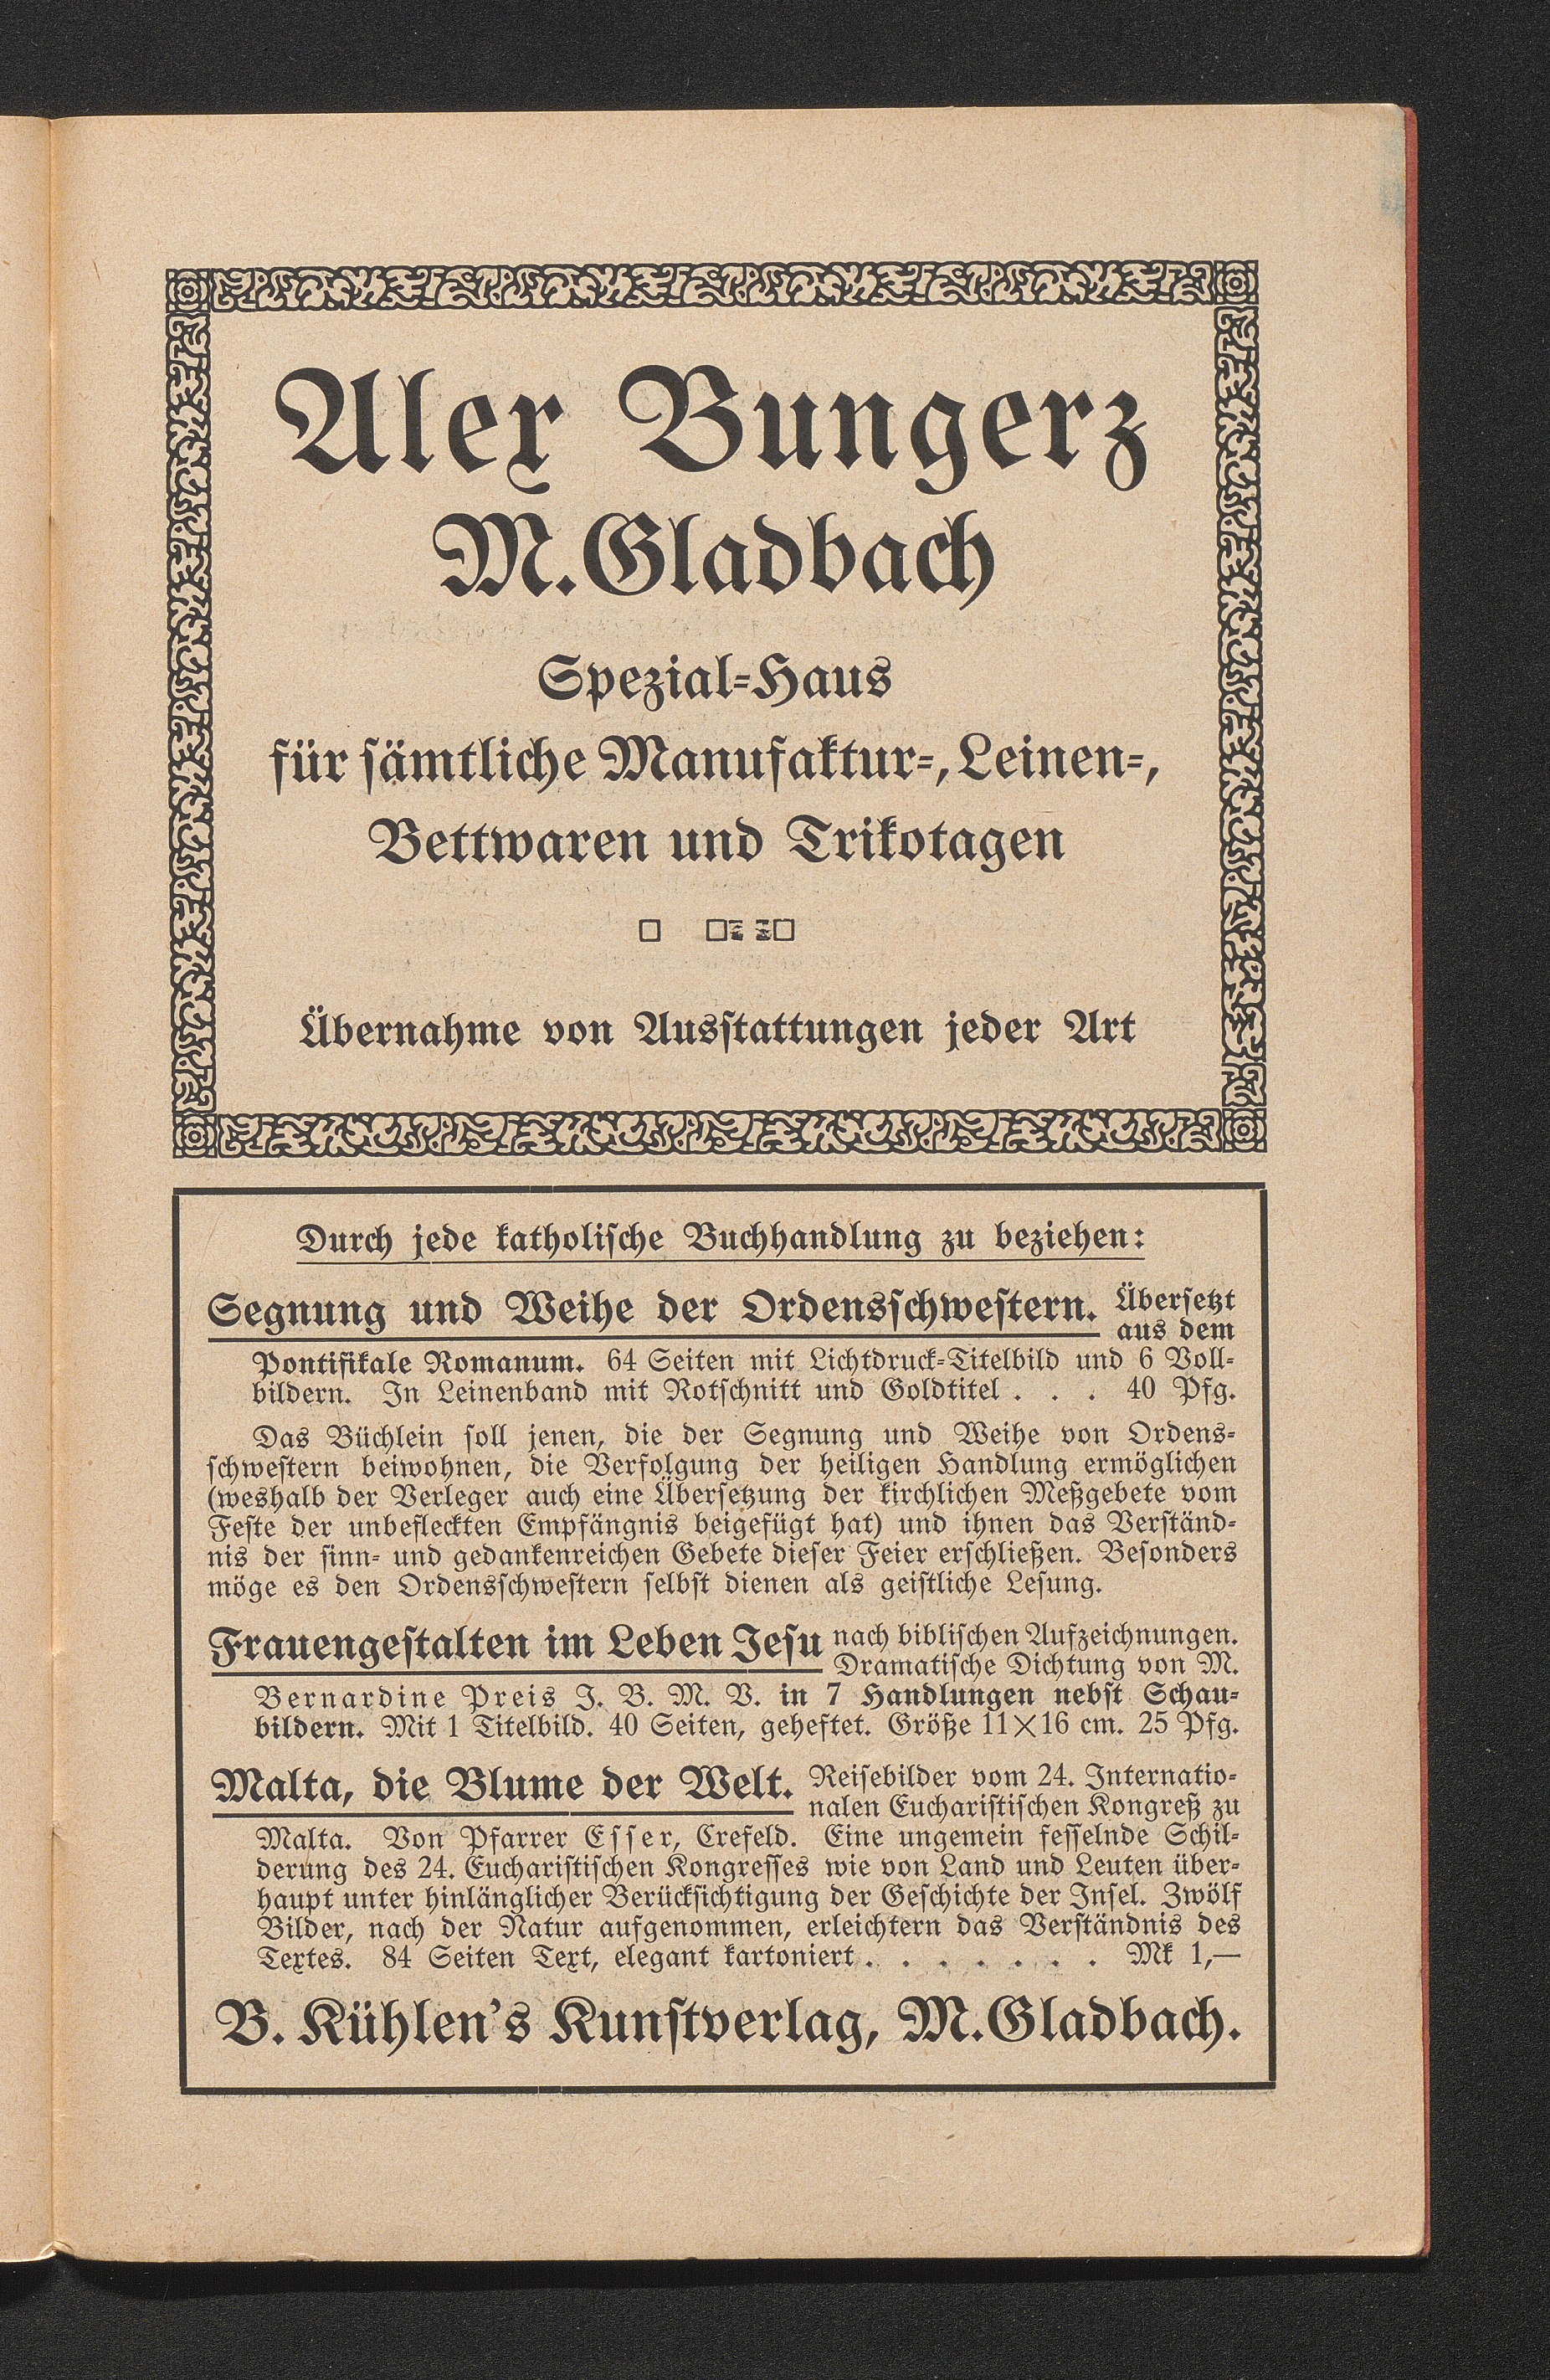 Alex Bungerz
M. Gladbach
Spezial-Haus
für sämtliche Manufaktur-, Leinen-,
Bettwaren und Trikotagen
Übernahme von Ausstattungen jeder Art
Durch jede katholische Buchhandlung zu beziehen:
Segnung und Weihe der Ordensschwestern. Übersetzt
aus dem
Pontifikale Romanum. 64 Seiten mit Lichtdruck-Titelbild und 6 Voll-
bildern. In Leinenband mit Rotschnitt und Goldtitel . . . 40 Pfg.
Das Büchlein soll jenen, die der Segnung und Weihe von Ordens-
schwestern beiwohnen, die Verfolgung der heiligen Handlung ermöglichen
(weshalb der Verleger auch eine Übersetzung der kirchlichen Meßgebete vom
Feste der unbefleckten Empfängnis beigefügt hat) und ihnen das Verständ-
nis der sinn- und gedankenreichen Gebete dieser Feier erschließen. Besonders
möge es den Ordensschwestern selbst dienen als geistliche Lesung.
Frauengestalten im Leben Jesu nach biblischen Aufzeichnungen.
Dramatische Dichtung von M.
Bernardine Preis J. B. M. V. in 7 Handlungen nebst Schau-
bildern. Mit 1 Titelbild. 40 Seiten, geheftet. Größe 11×16 cm. 25 Pfg.
Malta, die Blume der Welt. Reisebilder vom 24. Internatio-
nalen Eucharistischen Kongreß zu
Malta. Von Pfarrer Esser, Crefeld. Eine ungemein fesselnde Schil-
derung des 24. Eucharistischen Kongresses wie von Land und Leuten über-
haupt unter hinlänglicher Berücksichtigung der Geschichte der Insel. Zwölf
Bilder, nach der Natur aufgenommen, erleichtern das Verständnis des
Textes. 84 Seiten Text, elegant kartoniert . . . . . . . Mk 1,—
B. Kühlen's Kunstverlag, M. Gladbach.